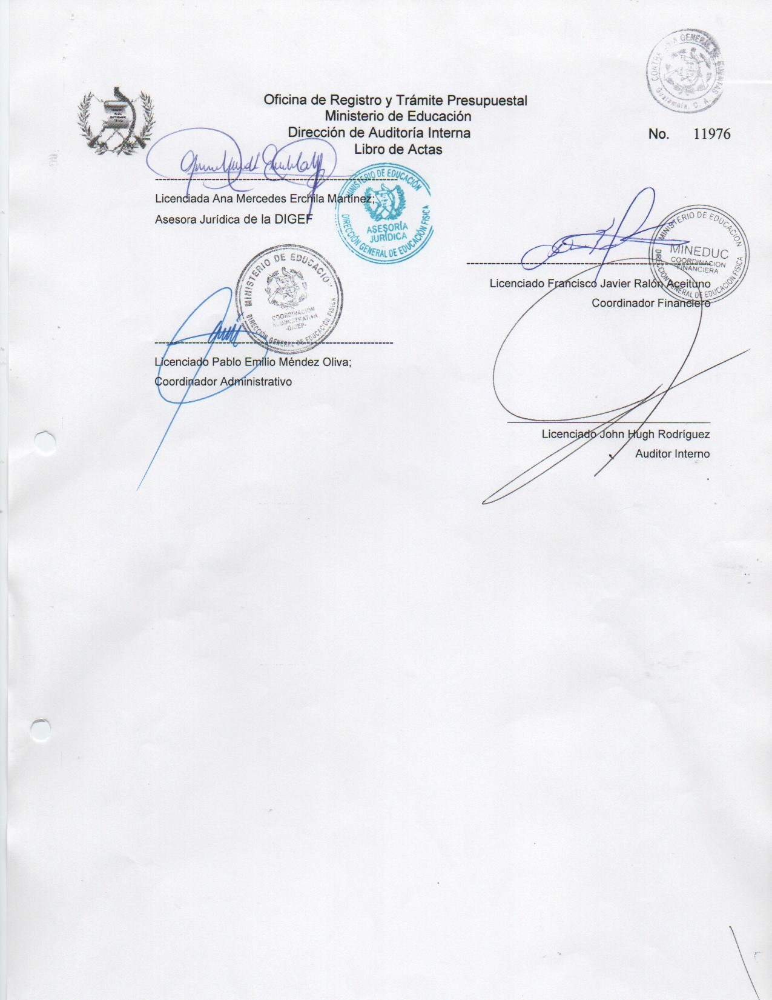 CONTRALORIA GENERAL DE CUENTAS
Guatemala, C. A.
Oficina de Registro y Trámite Presupuestal
Ministerio de Educación
Dirección de Auditoría Interna
Libro de Actas
No. 11976
Licenciada Ana Mercedes Erchila Martínez;
Asesora Jurídica de la DIGEF
MINISTERIO DE EDUCACIÓN
ASESORÍA
JURÍDICA
DIRECCIÓN GENERAL DE EDUCACIÓN FISICA
MINISTERIO DE EDUCACION
MINEDUC
COORDINACION
FINANCIERA
DIRECCION GENERAL DE EDUCACION FISICA
Licenciado Francisco Javier Ralón Aceituno
Coordinador Financiero
MINISTERIO DE EDUCACIÓN
COORDINACIÓN
ADMINISTRATIVA
-DIGEF-
DIRECCIÓN GENERAL DE EDUCACIÓN FISICA
Licenciado Pablo Emilio Méndez Oliva;
Coordinador Administrativo
Licenciado John Hugh Rodríguez
Auditor Interno